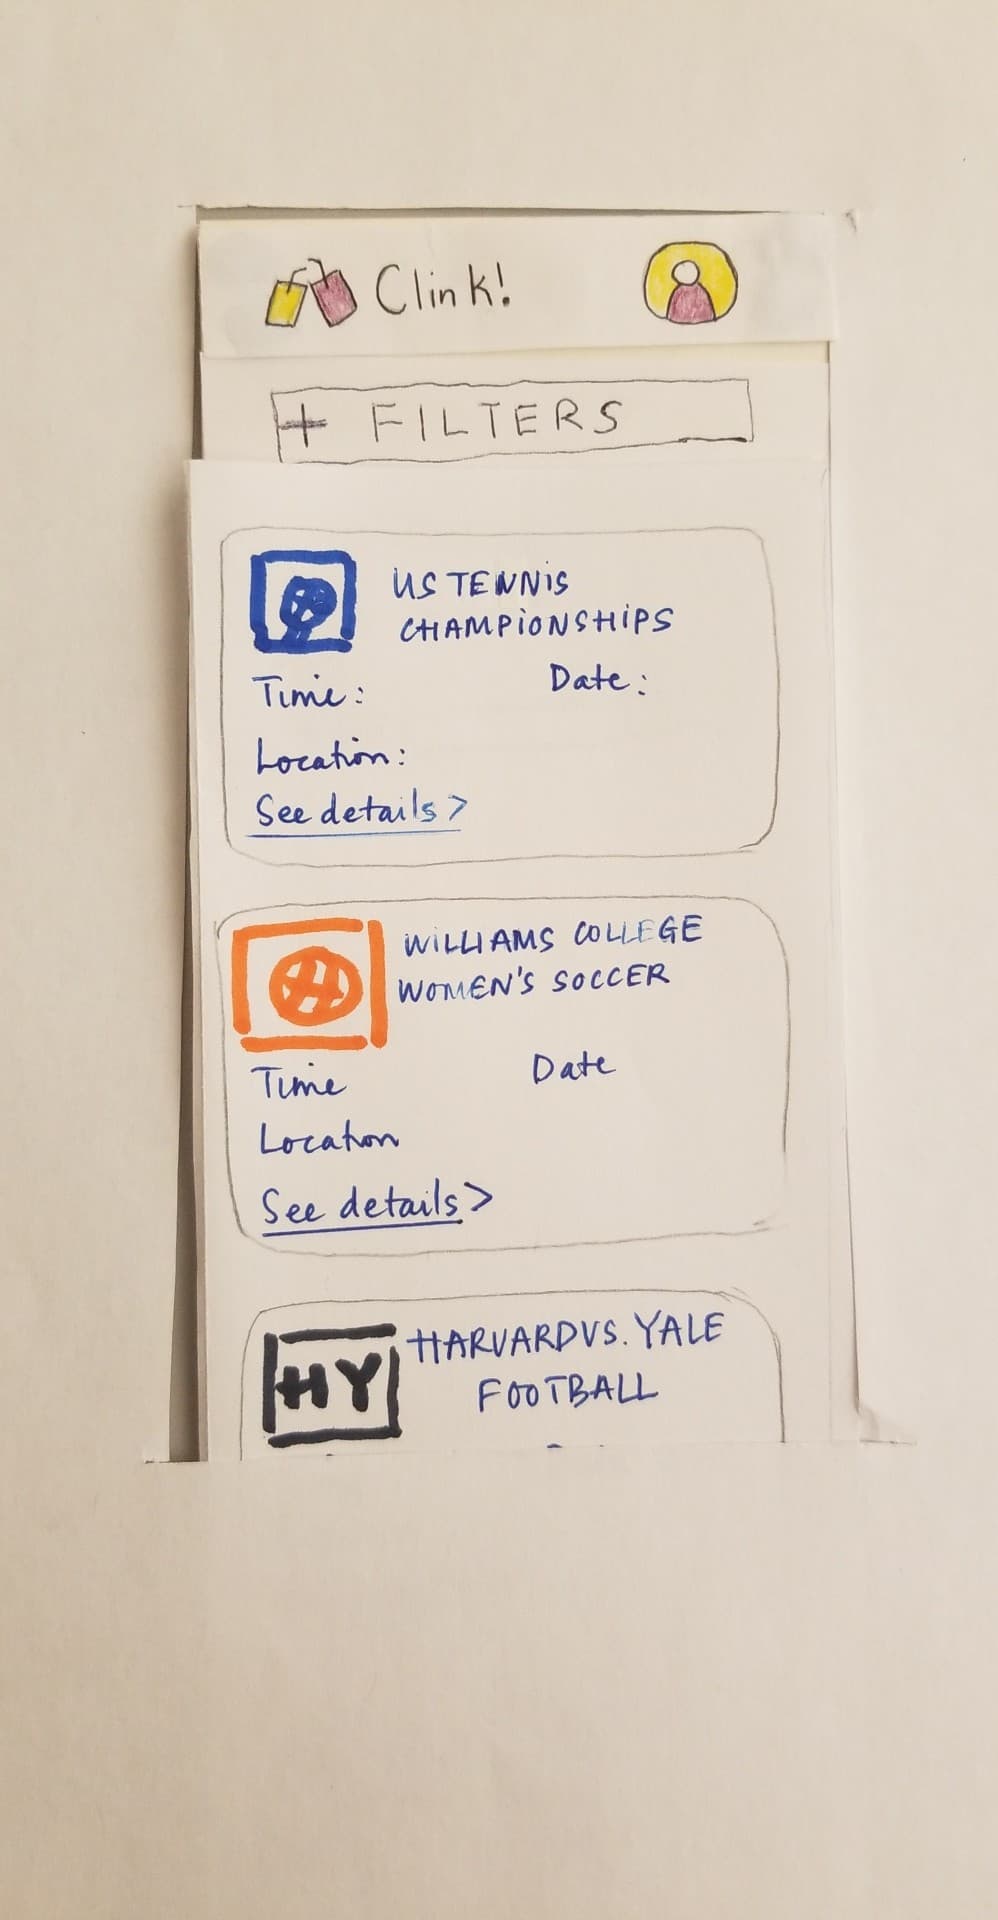 Clink!
+ FILTERS
US TENNIS
CHAMPIONSHIPS
Time: Date:
Location:
See details >
WILLIAMS COLLEGE
WOMEN'S SOCCER
Time Date
Location
See details >
HY HARVARD VS. YALE
FOOTBALL